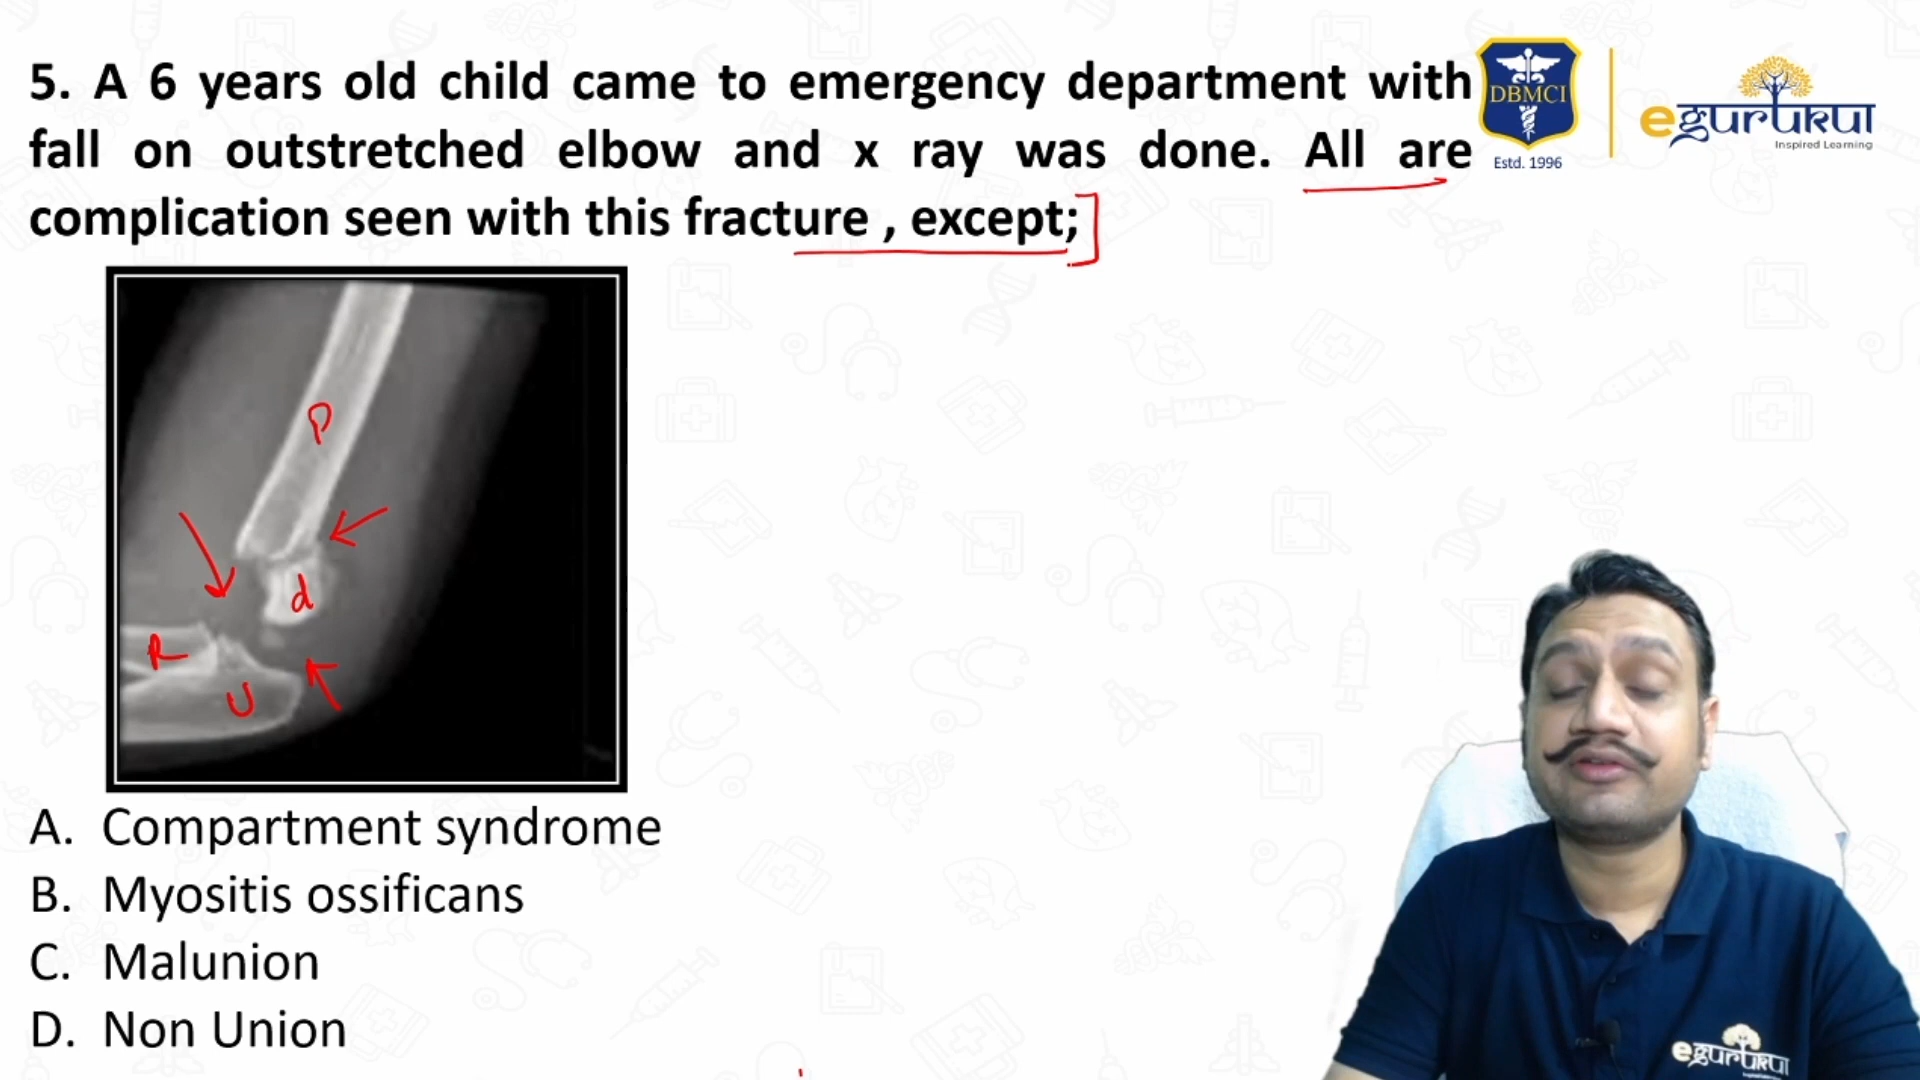 5. A 6 years old child came to emergency department with
fall on outstretched elbow and x ray was done. All are
complication seen with this fracture , except;
DBMCI
Estd. 1996
egurukul
Inspired Learning
P
d
R
U
A. Compartment syndrome
B. Myositis ossificans
C. Malunion
D. Non Union
egurukul